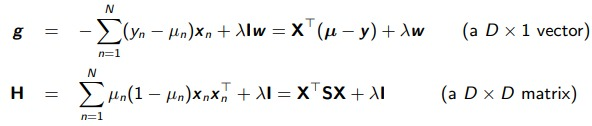 g = − ∑_{n=1}^{N} (y_n − μ_n)x_n + λIw = X^⊤(μ − y) + λw (a D × 1 vector)
H = ∑_{n=1}^{N} μ_n(1 − μ_n)x_n x_n^⊤ + λI = X^⊤SX + λI (a D × D matrix)